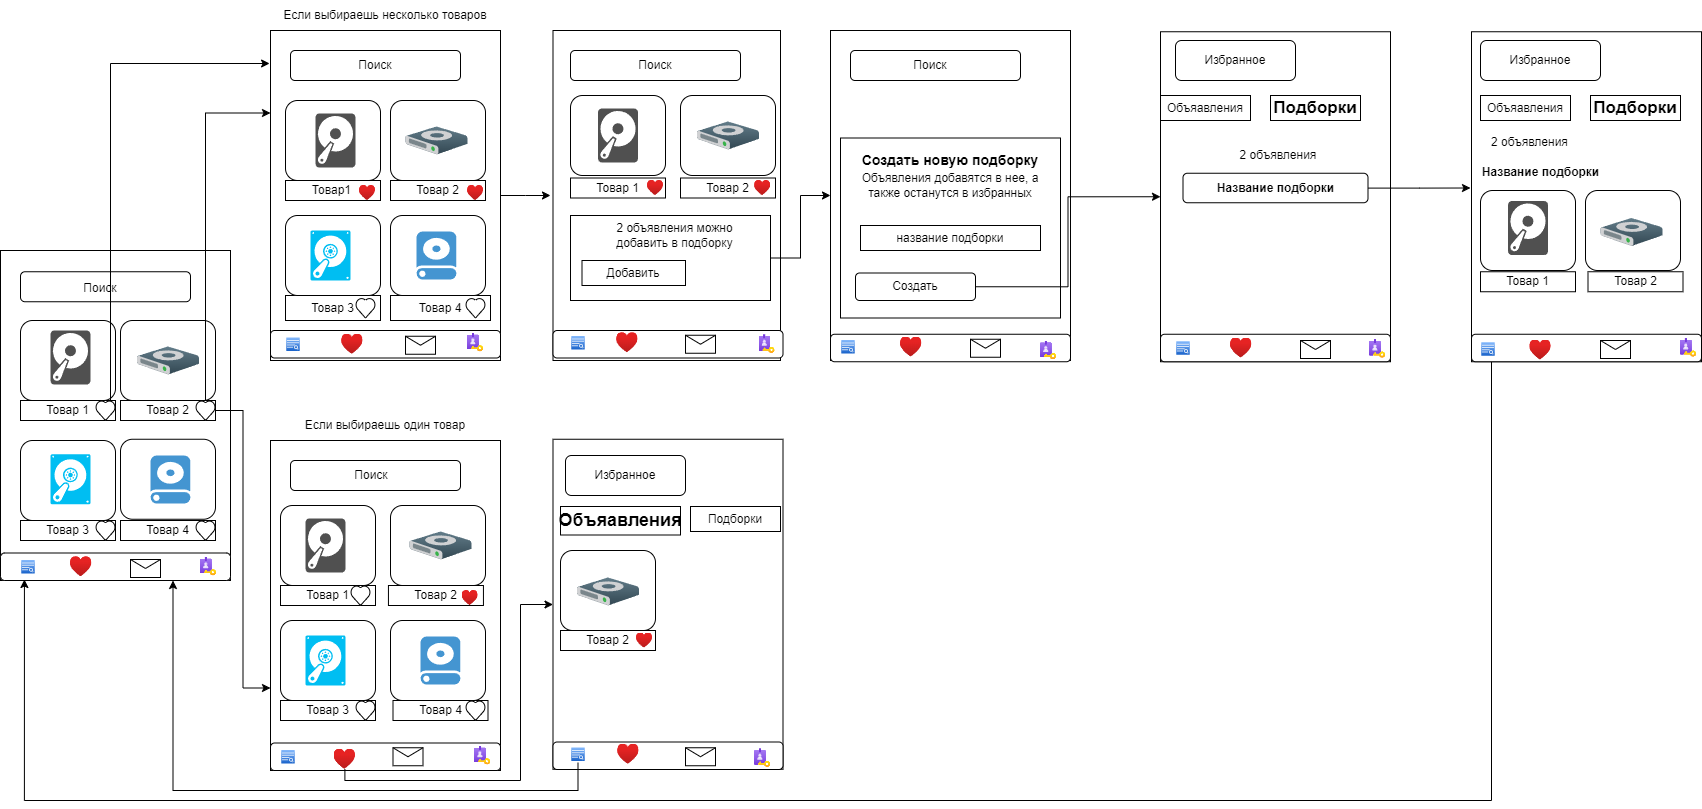 Если выбираешь несколько товаров
Поиск
Товар1
Товар 2
Товар 3
Товар 4
Поиск
Товар 1
Товар 2
2 объявления можно
добавить в подборку
Добавить
Поиск
Создать новую подборку
Объявления добавятся в нее, а
также останутся в избранных
название подборки
Создать
Избранное
Объяавления
Подборки
2 объявления
Название подборки
Избранное
Объяавления
Подборки
2 объявления
Название подборки
Товар 1
Товар 2
Поиск
Товар 1
Товар 2
Товар 3
Товар 4
Если выбираешь один товар
Поиск
Товар 1
Товар 2
Товар 3
Товар 4
Избранное
Объяавления
Подборки
Товар 2